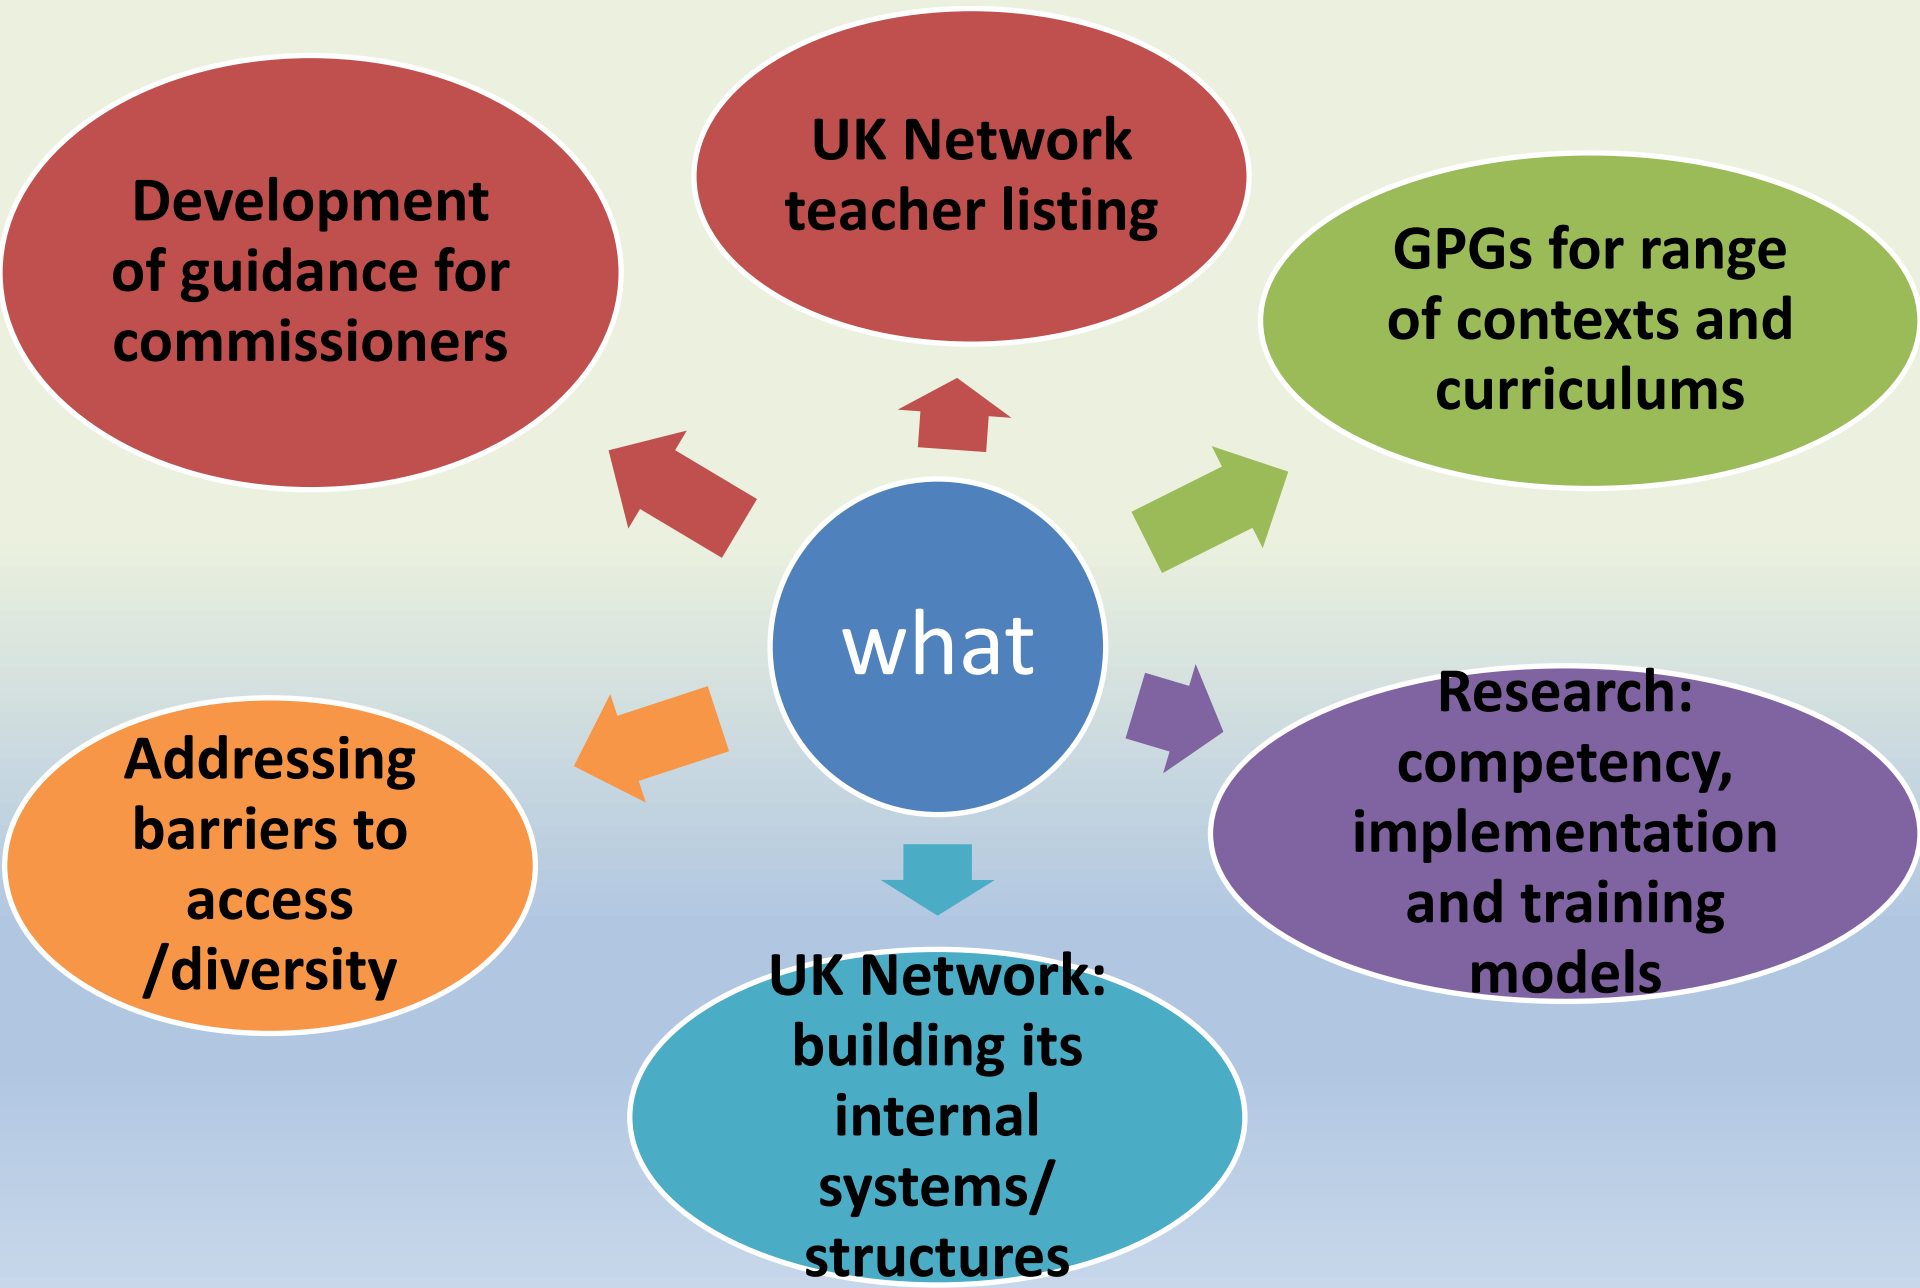 UK Network
teacher listing
Development
of guidance for
commissioners
GPGs for range
of contexts and
curriculums
what
Research:
competency,
implementation
and training
models
Addressing
barriers to
access
/diversity
UK Network:
building its
internal
systems/
structures